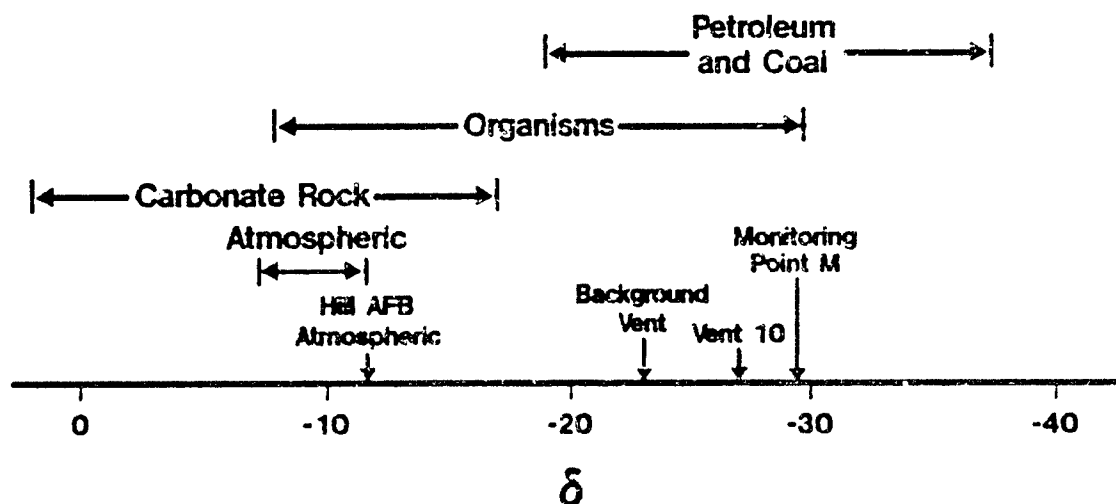 Petroleum
and Coal
Organisms
Carbonate Rock
Atmospheric
Hill AFB
Atmospheric
Background
Vent
Vent 10
Monitoring
Point M
0 -10 -20 -30 -40
δ